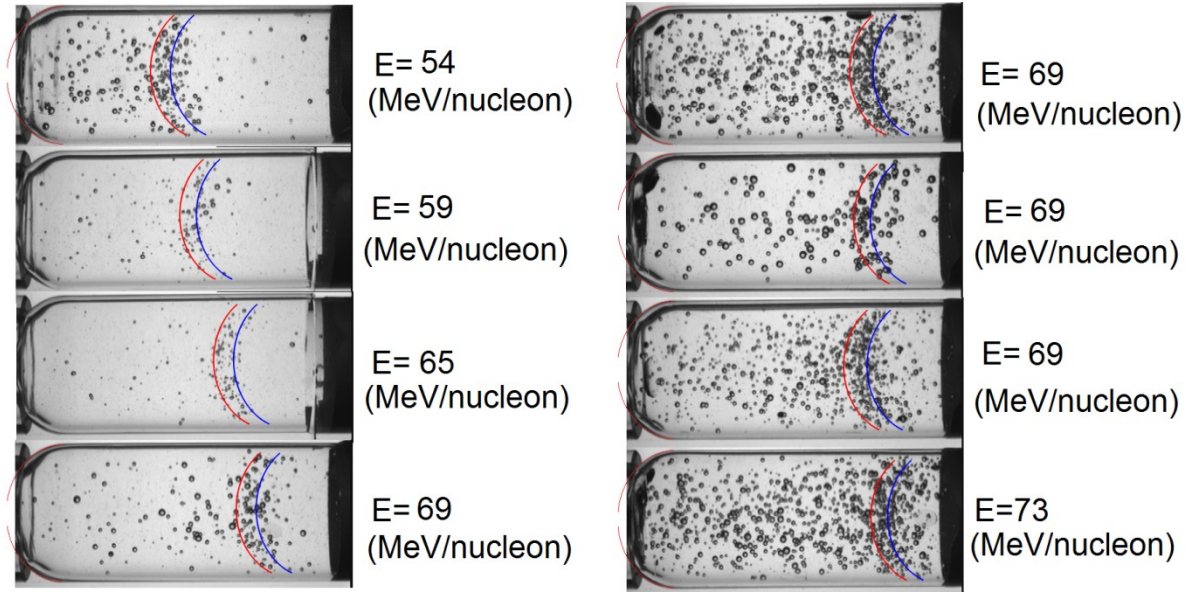 E= 54
(MeV/nucleon)
E= 59
(MeV/nucleon)
E= 65
(MeV/nucleon)
E= 69
(MeV/nucleon)
E= 69
(MeV/nucleon)
E= 69
(MeV/nucleon)
E= 69
(MeV/nucleon)
E=73
(MeV/nucleon)